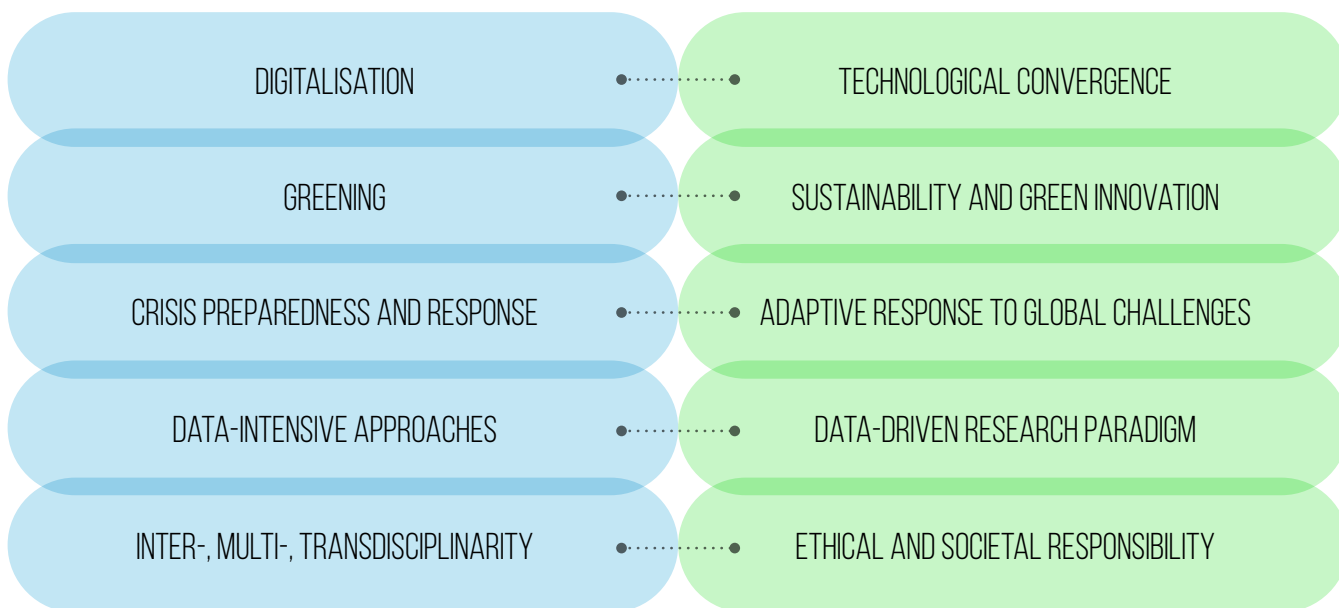 DIGITALISATION
TECHNOLOGICAL CONVERGENCE
GREENING
SUSTAINABILITY AND GREEN INNOVATION
CRISIS PREPAREDNESS AND RESPONSE
ADAPTIVE RESPONSE TO GLOBAL CHALLENGES
DATA-INTENSIVE APPROACHES
DATA-DRIVEN RESEARCH PARADIGM
INTER-, MULTI-, TRANSDISCIPLINARITY
ETHICAL AND SOCIETAL RESPONSIBILITY